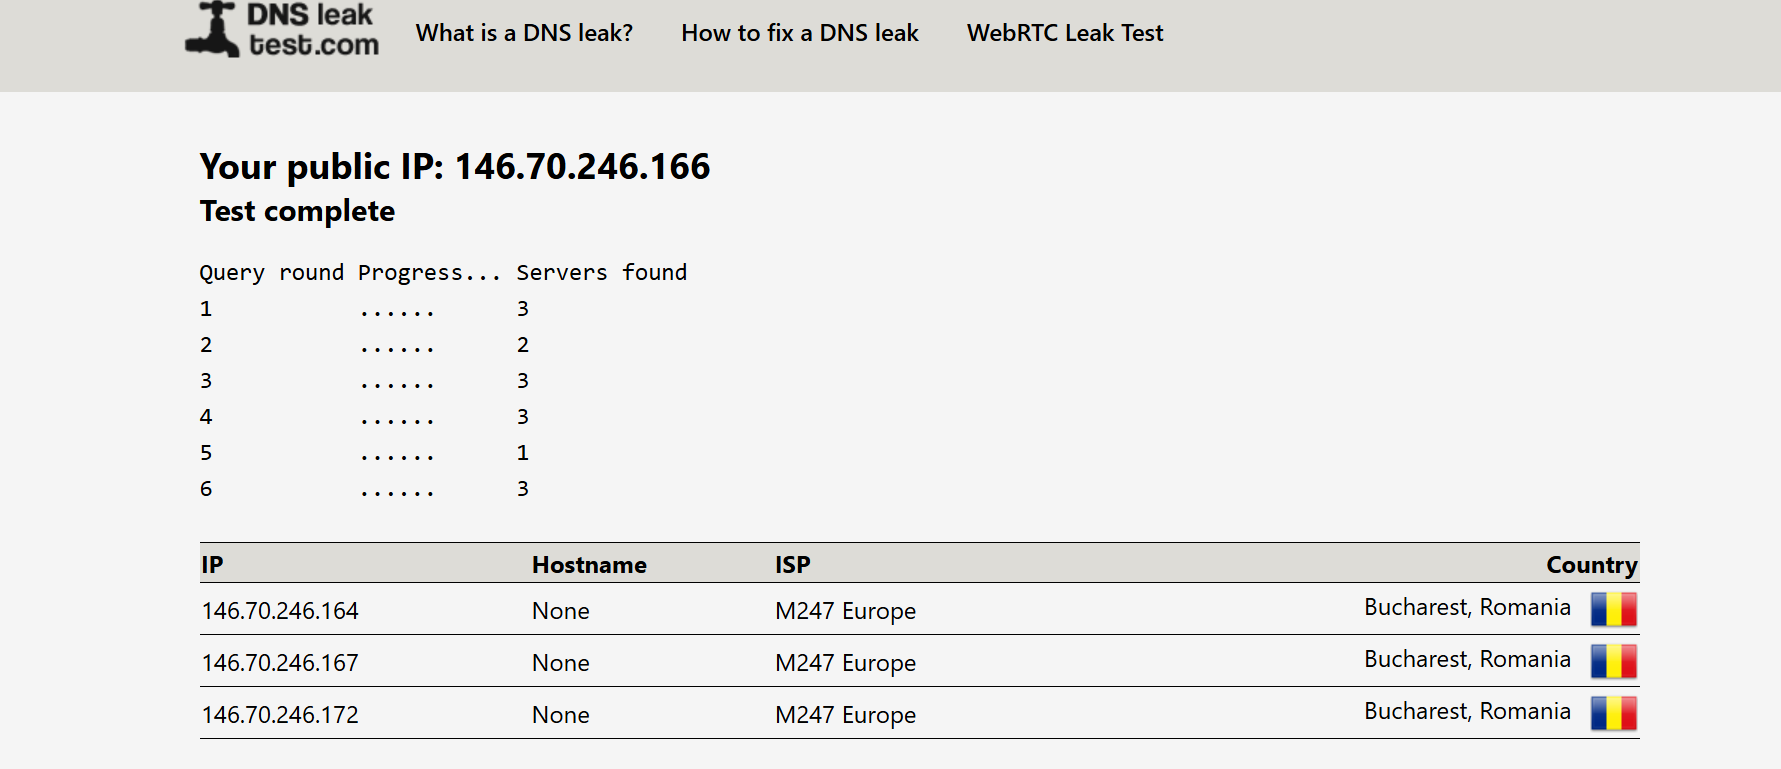 DNS leak
test.com
What is a DNS leak? How to fix a DNS leak WebRTC Leak Test
Your public IP: 146.70.246.166
Test complete
Query round Progress... Servers found
1 ...... 3
2 ...... 2
3 ...... 3
4 ...... 3
5 ...... 1
6 ...... 3
IP Hostname ISP Country
146.70.246.164 None M247 Europe Bucharest, Romania
146.70.246.167 None M247 Europe Bucharest, Romania
146.70.246.172 None M247 Europe Bucharest, Romania